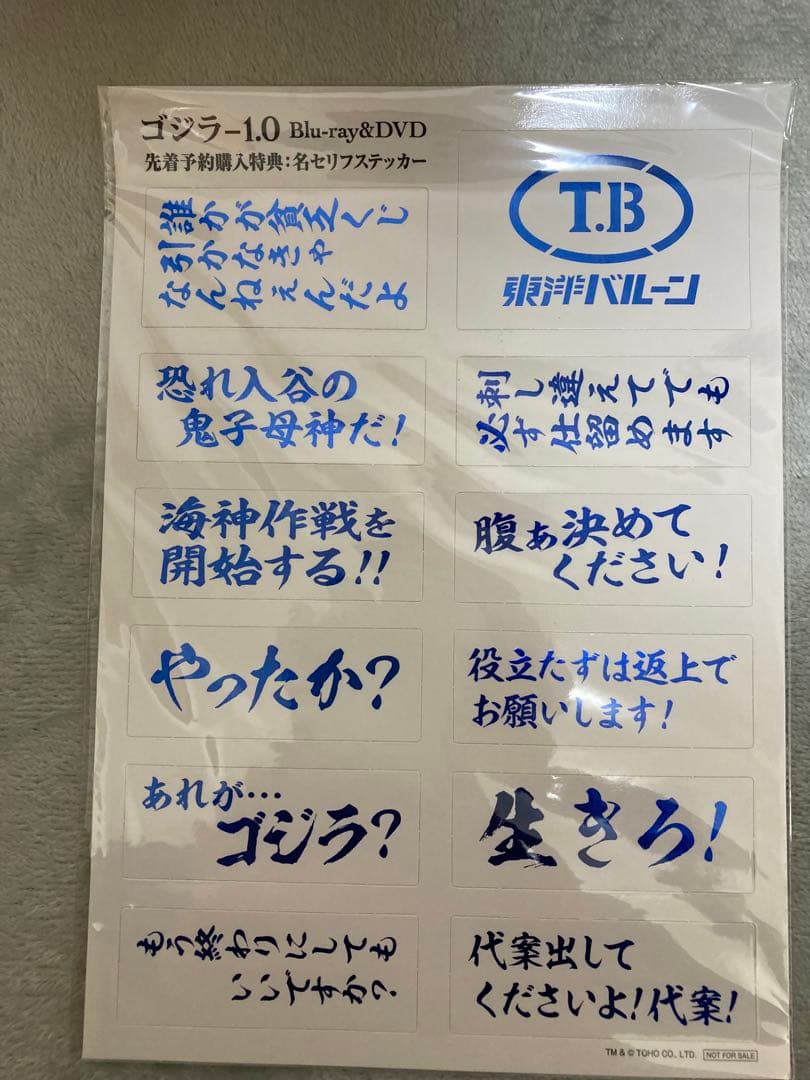 ゴジラ-1.0 Blu-ray&DVD
先着予約購入特典:名セリフステッカー
誰かが貧乏くじ
引かなきゃ
なんねぇんだよ
T.B
東洋バルーン
恐れ入谷の
鬼子母神だ!
刺し違えてでも
必ず仕留めます
海神作戦を
開始する!!
腹ぁ決めて
ください!
やったか?
役立たずは返上で
お願いします!
あれが…
ゴジラ?
生きろ!
もう終わりにしても
いいですか?
代案出して
くださいよ!代案!
TM & © TOHO CO., LTD. NOT FOR SALE